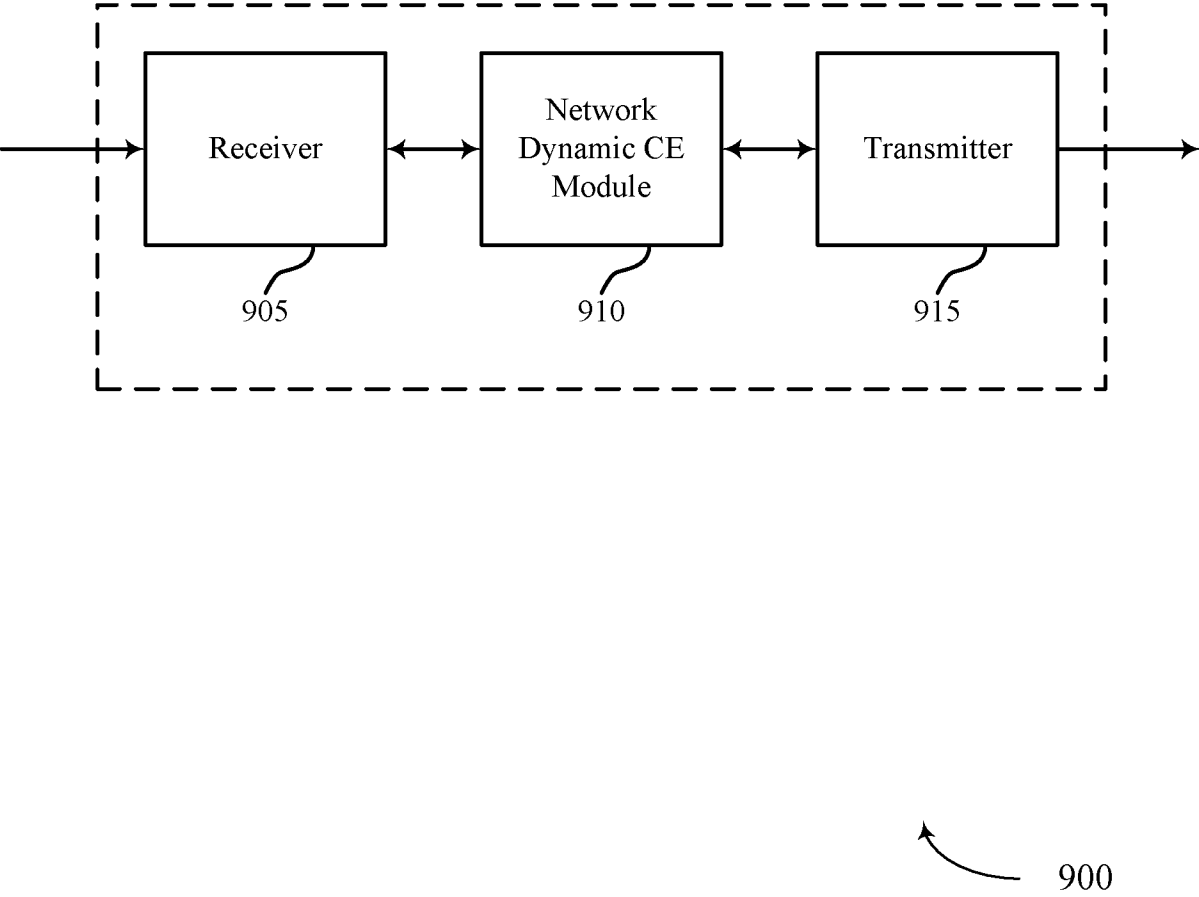 Receiver
Network
Dynamic CE
Module
Transmitter
905
910
915
900